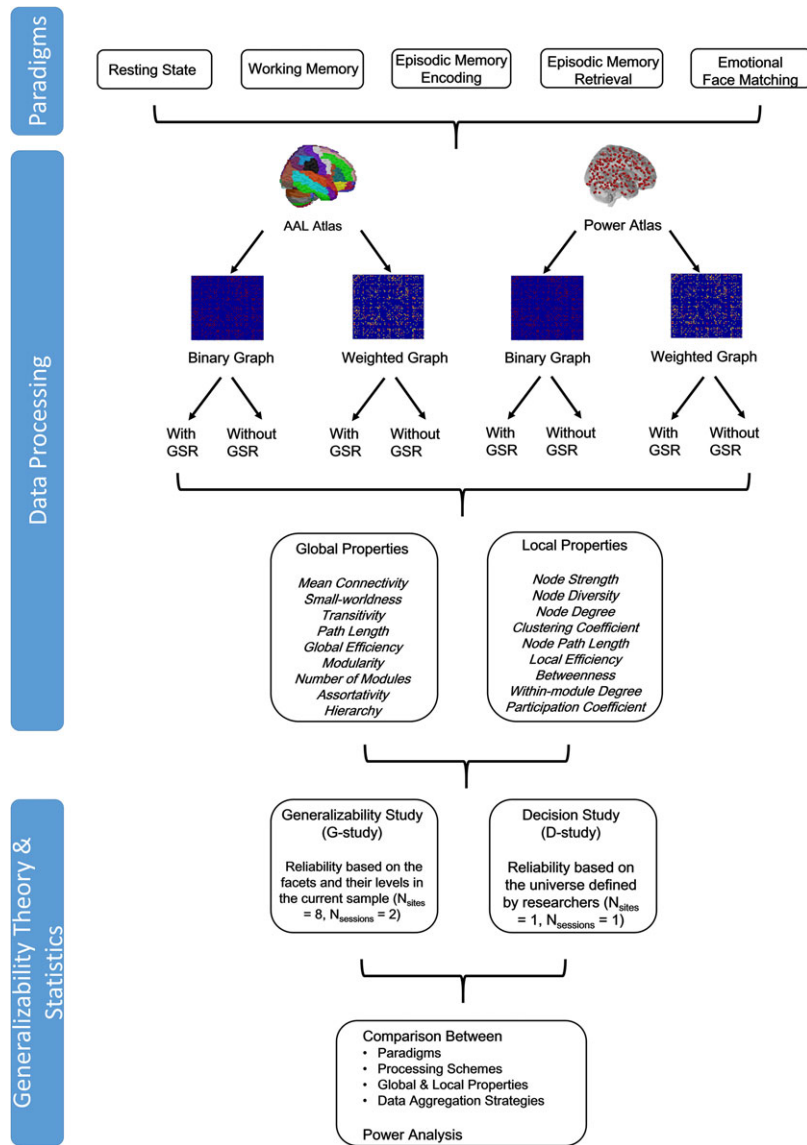 Paradigms
Resting State
Working Memory
Episodic Memory
Encoding
Episodic Memory
Retrieval
Emotional
Face Matching
Data Processing
AAL Atlas
Power Atlas
Binary Graph
Weighted Graph
Binary Graph
Weighted Graph
With
GSR
Without
GSR
With
GSR
Without
GSR
With
GSR
Without
GSR
With
GSR
Without
GSR
Global Properties
Mean Connectivity
Small-worldness
Transitivity
Path Length
Global Efficiency
Modularity
Number of Modules
Assortativity
Hierarchy
Local Properties
Node Strength
Node Diversity
Node Degree
Clustering Coefficient
Node Path Length
Local Efficiency
Betweenness
Within-module Degree
Participation Coefficient
Generalizability Theory &
Statistics
Generalizability Study
(G-study)
Reliability based on the
facets and their levels in
the current sample (Nsites
= 8, Nsessions = 2)
Decision Study
(D-study)
Reliability based on
the universe defined
by researchers (Nsites
= 1, Nsessions = 1)
Comparison Between
• Paradigms
• Processing Schemes
• Global & Local Properties
• Data Aggregation Strategies
Power Analysis